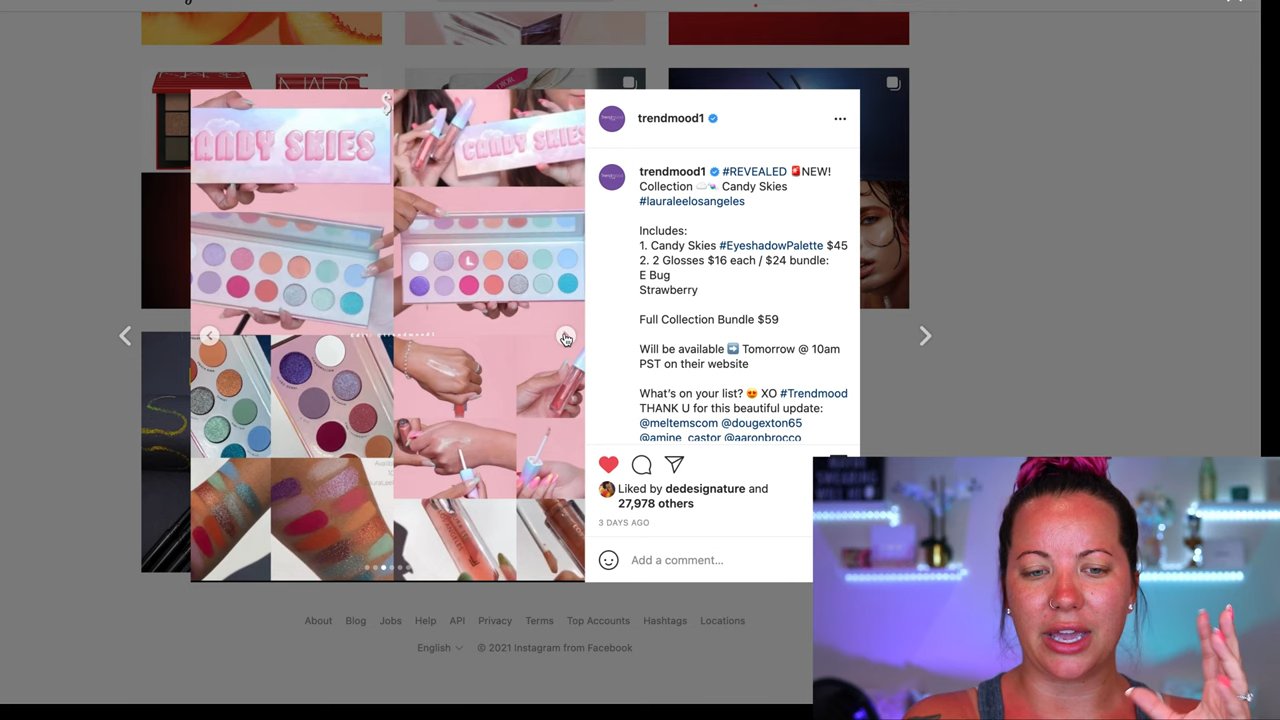 CANDY SKIES
CANDY SKIES
trendmood1
trendmood1 #REVEALED 🚨NEW!
Collection ☁️🍬 Candy Skies
#lauraleelosangeles
Includes:
1. Candy Skies #EyeshadowPalette $45
2. 2 Glosses $16 each / $24 bundle:
E Bug
Strawberry
Full Collection Bundle $59
Will be available ➡️ Tomorrow @ 10am
PST on their website
What's on your list? 😍 XO #Trendmood
THANK U for this beautiful update:
@meltemscom @dougexton65
@amine_castor @aaronbrocco
Liked by dedesignature and
27,978 others
3 DAYS AGO
Add a comment...
About Blog Jobs Help API Privacy Terms Top Accounts Hashtags Locations
English © 2021 Instagram from Facebook